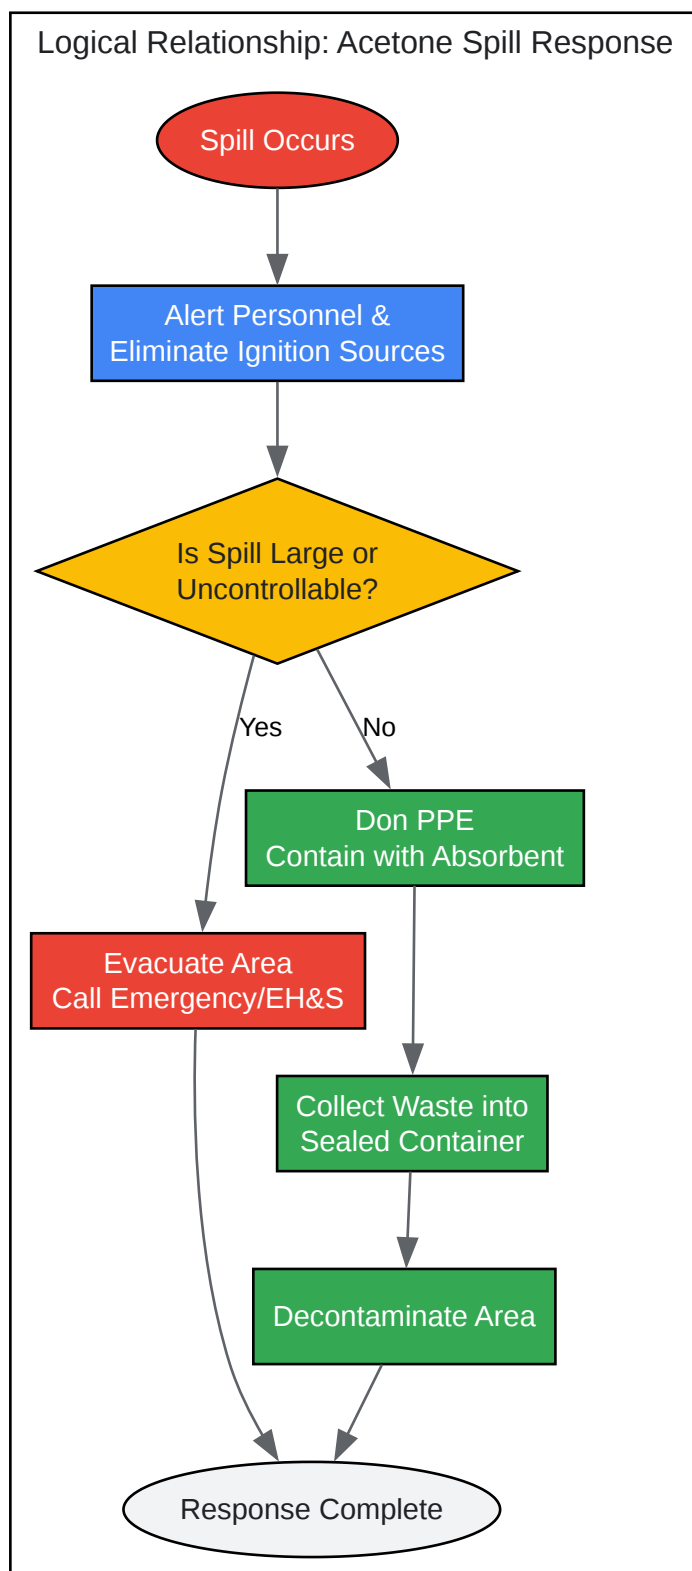 Logical Relationship: Acetone Spill Response
Spill Occurs
Alert Personnel &
Eliminate Ignition Sources
Is Spill Large or
Uncontrollable?
Yes
No
Don PPE
Contain with Absorbent
Evacuate Area
Call Emergency/EH&S
Collect Waste into
Sealed Container
Decontaminate Area
Response Complete